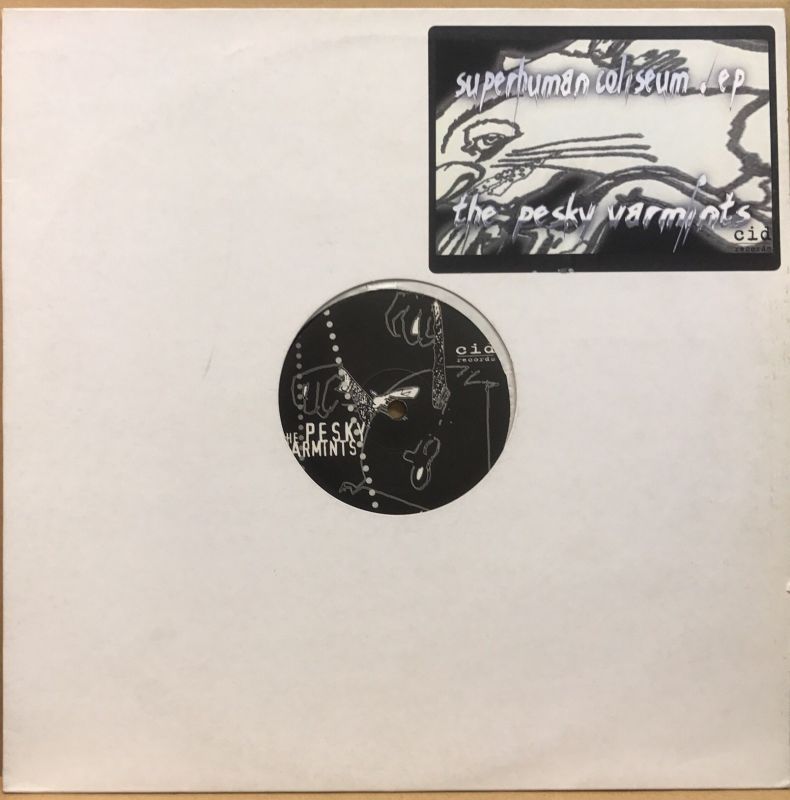 superhuman coliseum . ep
the pesky varmints
cid
records
cid
records
HE PESKY
ARMINTS